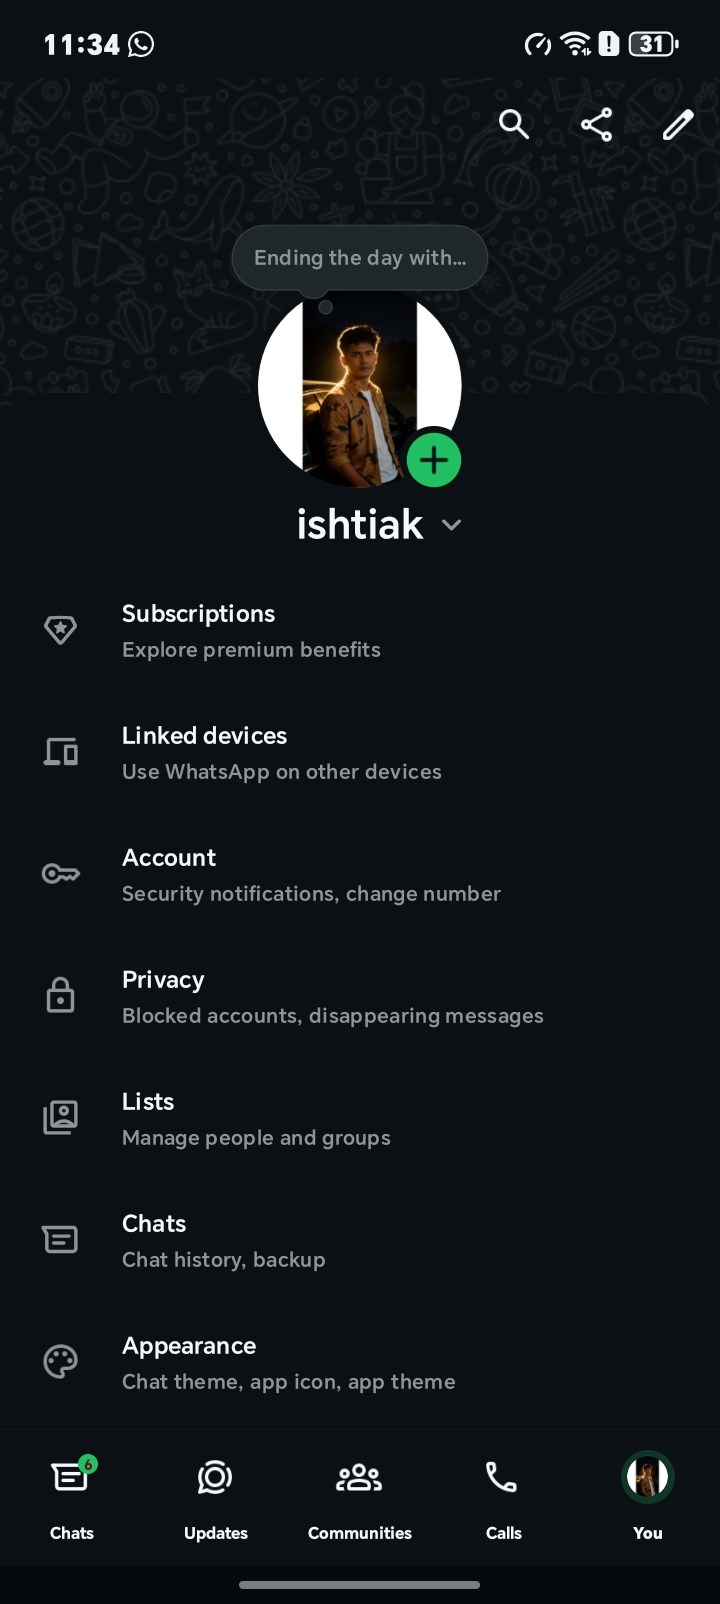 11:34
31
Ending the day with...
ishtiak
Subscriptions
Explore premium benefits
Linked devices
Use WhatsApp on other devices
Account
Security notifications, change number
Privacy
Blocked accounts, disappearing messages
Lists
Manage people and groups
Chats
Chat history, backup
Appearance
Chat theme, app icon, app theme
6
Chats
Updates
Communities
Calls
You